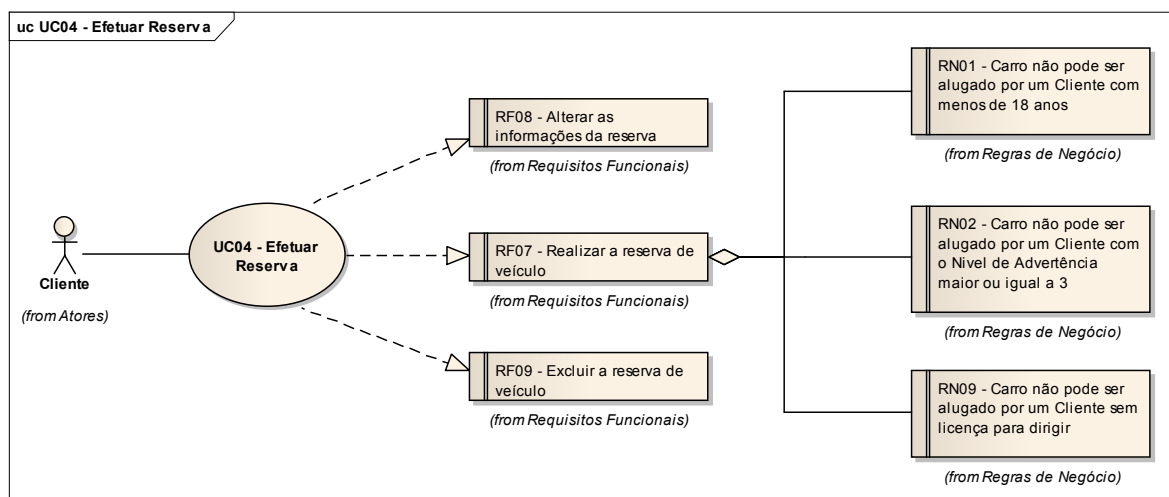 uc UC04 - Efetuar Reserva
Cliente
(from Atores)
UC04 - Efetuar
Reserva
RF08 - Alterar as
informações da reserva
(from Requisitos Funcionais)
RF07 - Realizar a reserva de
veículo
(from Requisitos Funcionais)
RF09 - Excluir a reserva de
veículo
(from Requisitos Funcionais)
RN01 - Carro não pode ser
alugado por um Cliente com
menos de 18 anos
(from Regras de Negócio)
RN02 - Carro não pode ser
alugado por um Cliente com
o Nivel de Advertência
maior ou igual a 3
(from Regras de Negócio)
RN09 - Carro não pode ser
alugado por um Cliente sem
licença para dirigir
(from Regras de Negócio)